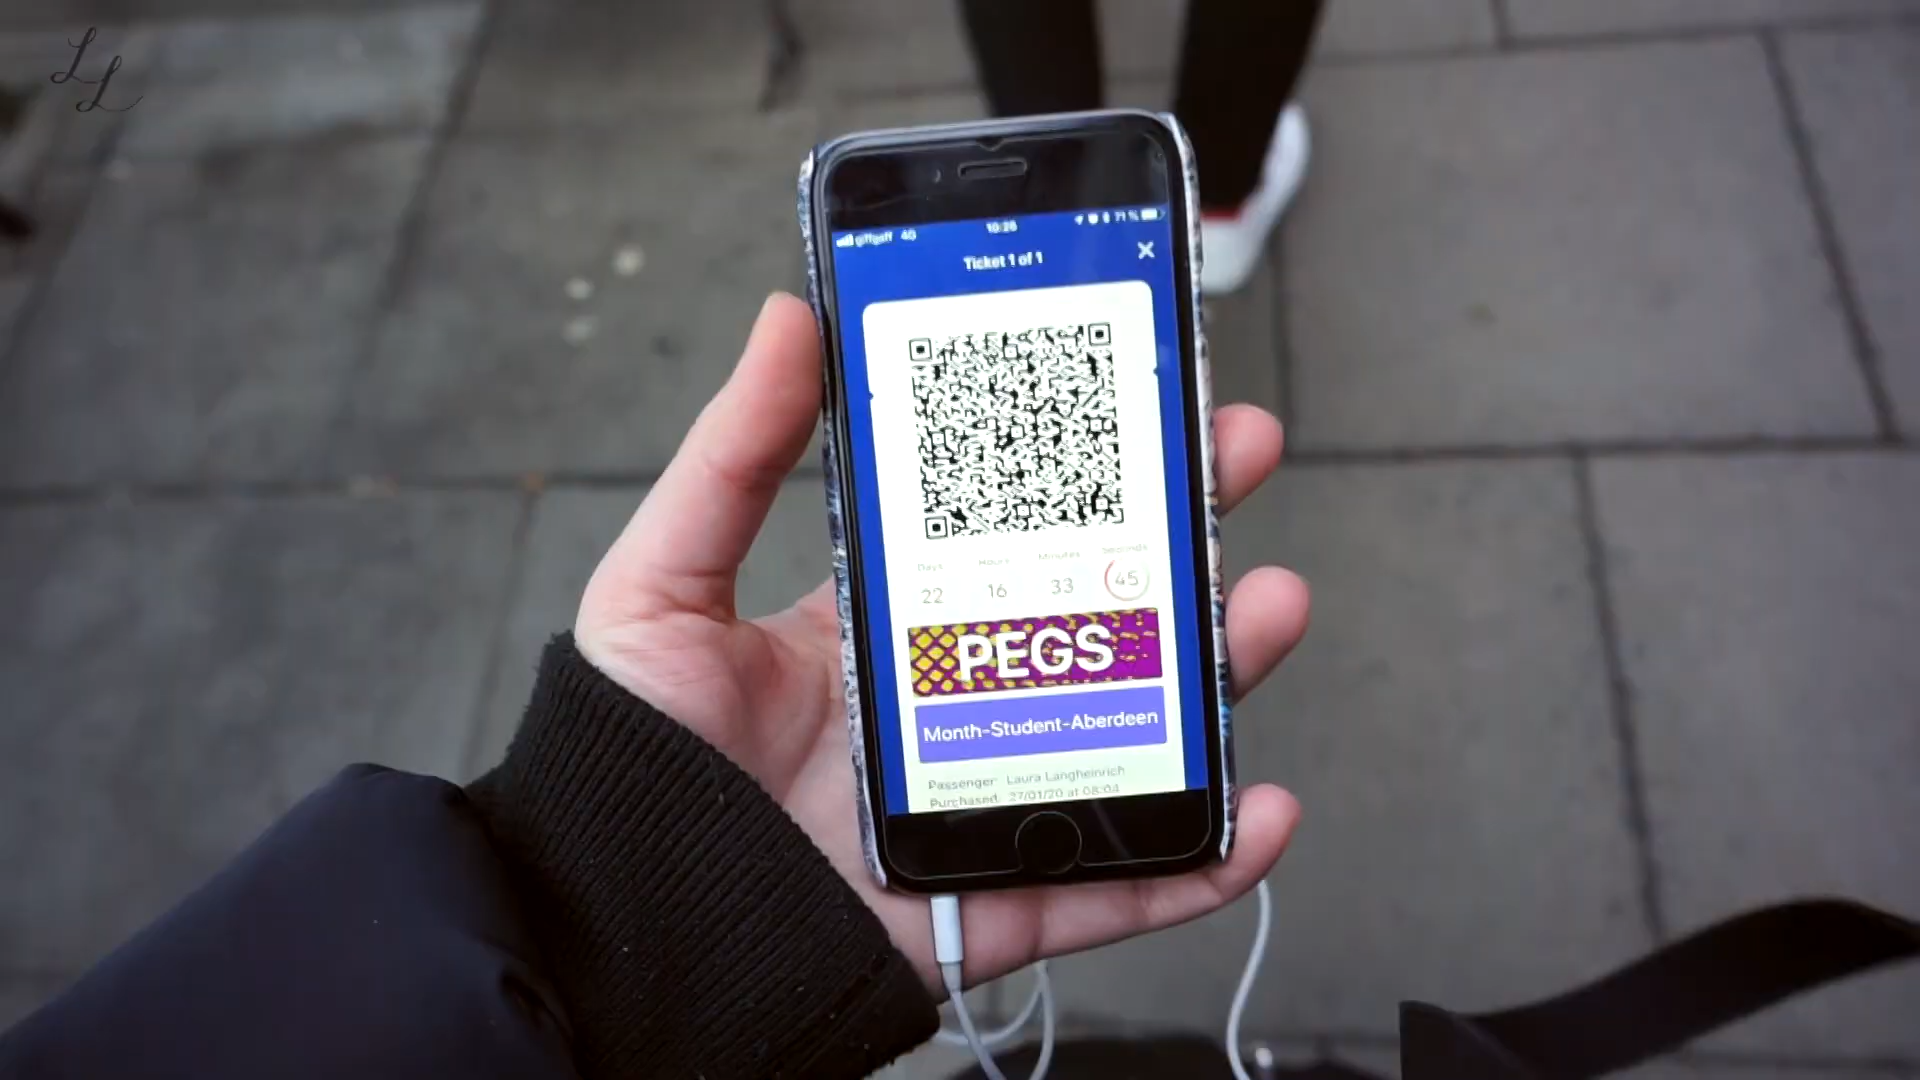 LL
giffgaff 4G 10:26 71%
Ticket 1 of 1
Days Hours Minutes Seconds
22 16 33 45
PEGS
Month-Student-Aberdeen
Passenger: Laura Langheinrich
Purchased: 27/01/20 at 08:04